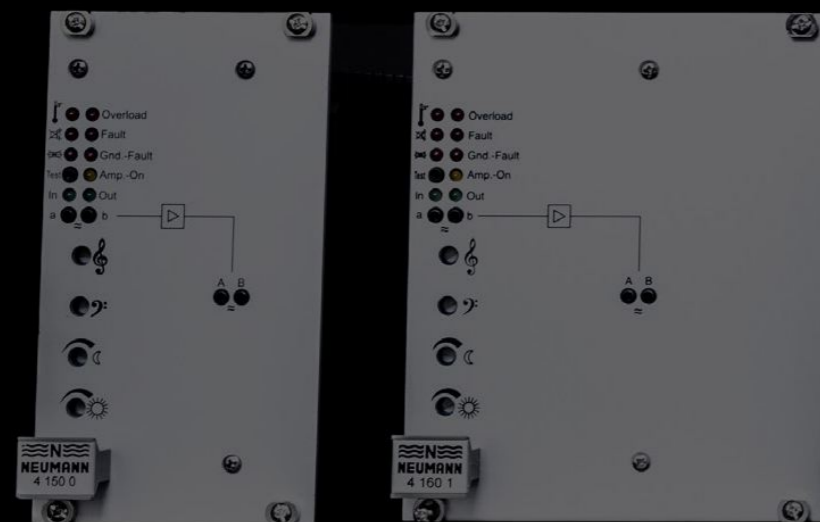 Overload
Fault
Gnd.-Fault
Test Amp.-On
In Out
a b
A B
N
NEUMANN
4 150 0
Overload
Fault
Gnd.-Fault
Test Amp.-On
In Out
a b
A B
N
NEUMANN
4 160 1